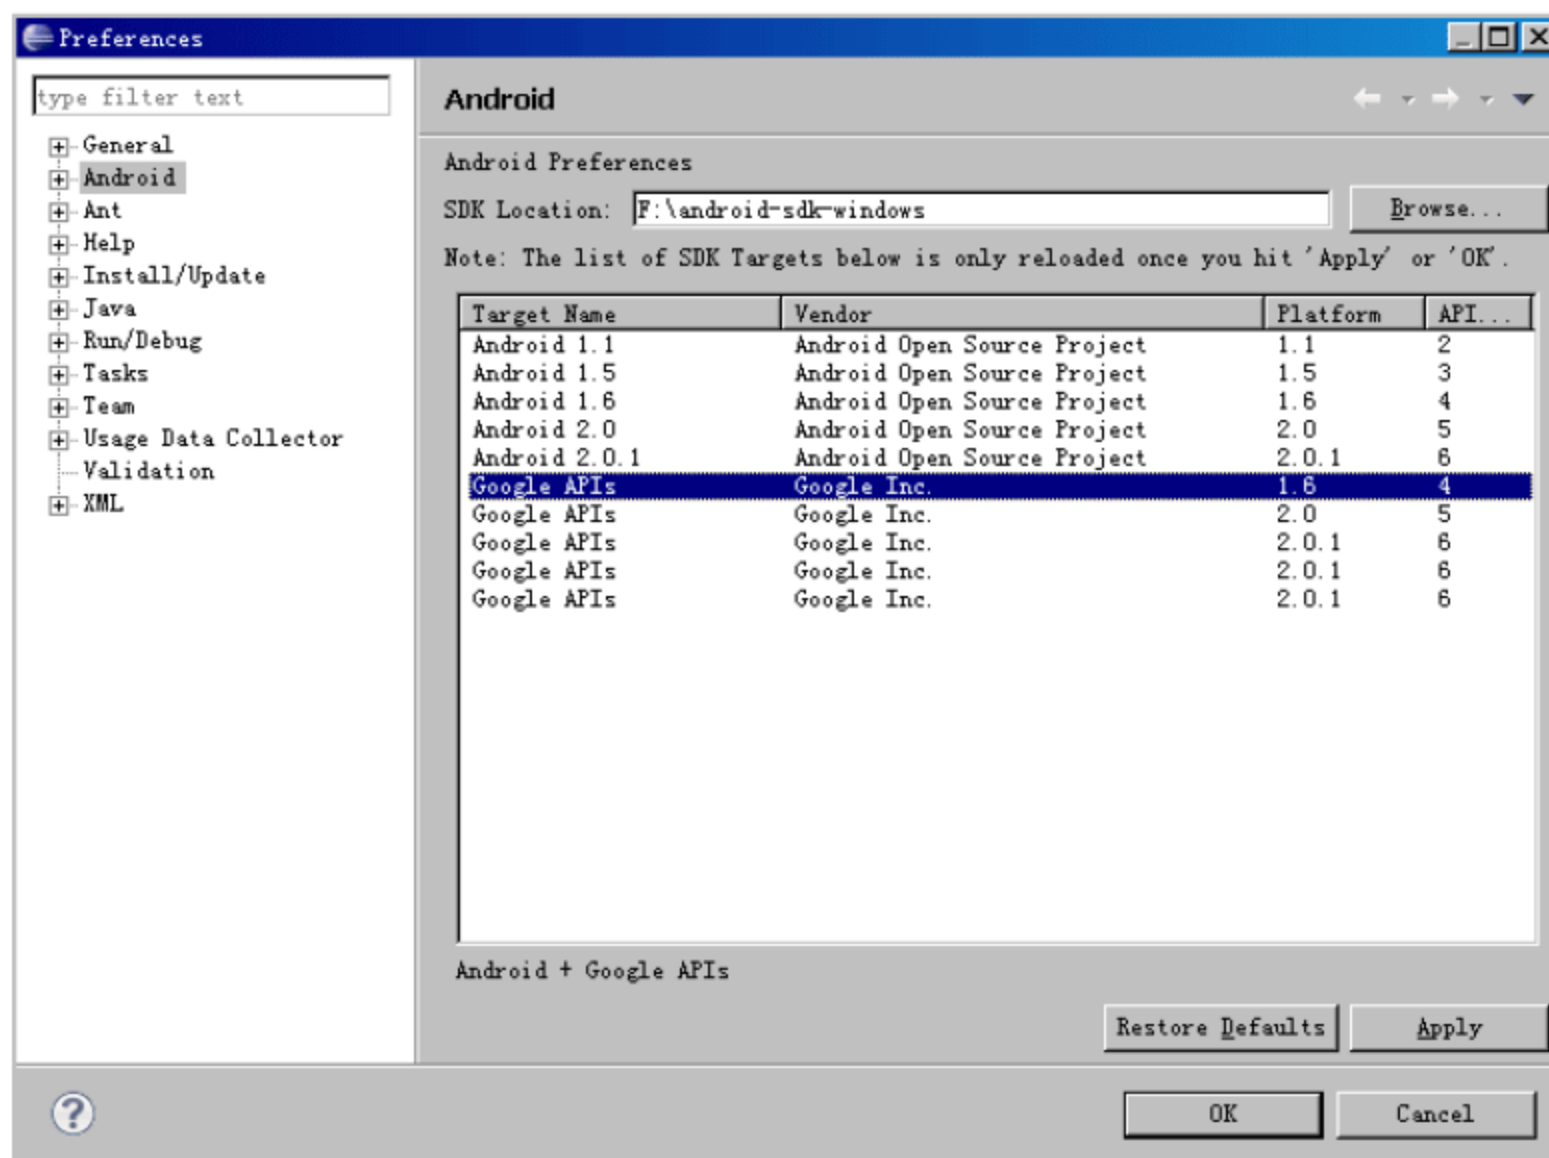 Preferences
type filter text
General
Android
Ant
Help
Install/Update
Java
Run/Debug
Tasks
Team
Usage Data Collector
Validation
XML
Android
Android Preferences
SDK Location: F:\android-sdk-windows Browse...
Note: The list of SDK Targets below is only reloaded once you hit 'Apply' or 'OK'.
Target Name Vendor Platform API...
Android 1.1 Android Open Source Project 1.1 2
Android 1.5 Android Open Source Project 1.5 3
Android 1.6 Android Open Source Project 1.6 4
Android 2.0 Android Open Source Project 2.0 5
Android 2.0.1 Android Open Source Project 2.0.1 6
Google APIs Google Inc. 1.6 4
Google APIs Google Inc. 2.0 5
Google APIs Google Inc. 2.0.1 6
Google APIs Google Inc. 2.0.1 6
Google APIs Google Inc. 2.0.1 6
Android + Google APIs
Restore Defaults Apply
? OK Cancel